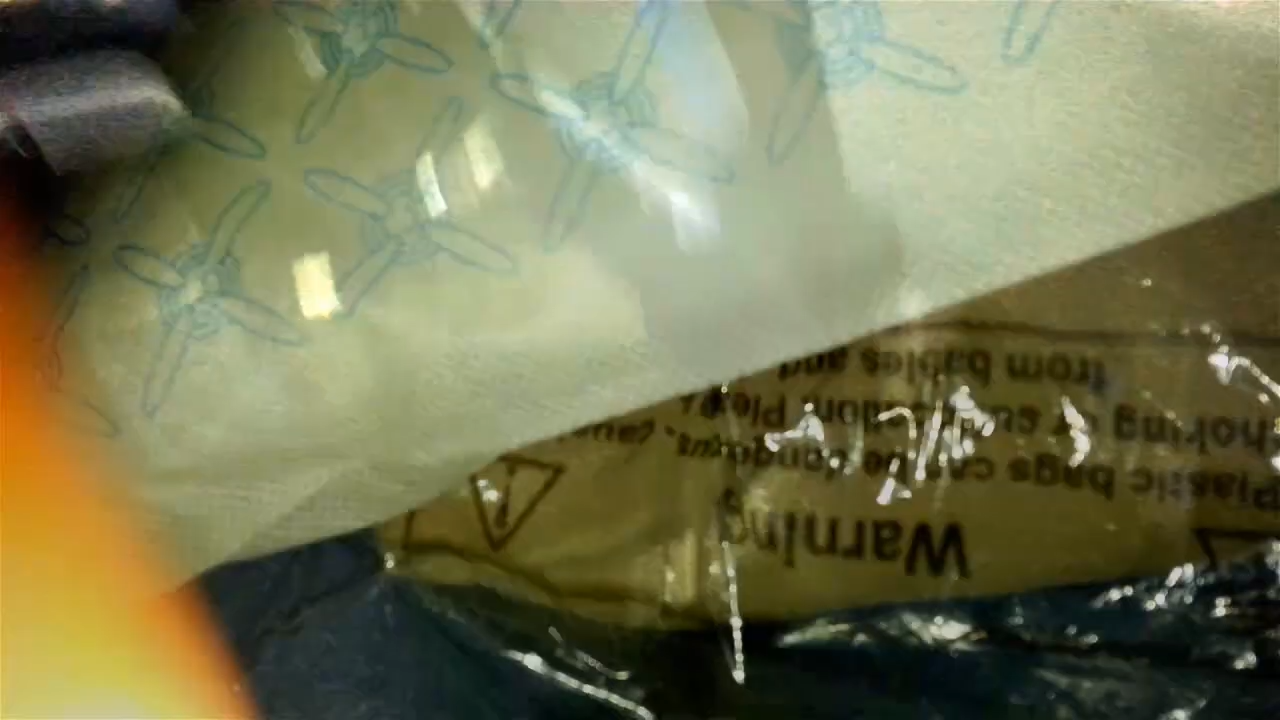 Warning
Plastic bags can be dangerous.
choking or suffocation. Please
from babies and